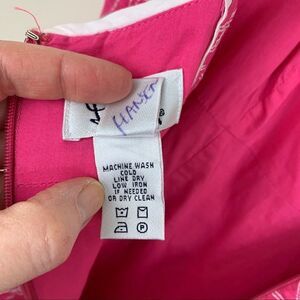 MACHINE WASH
COLD
LINE DRY
LOW IRON
IF NEEDED
OR DRY CLEAN
P